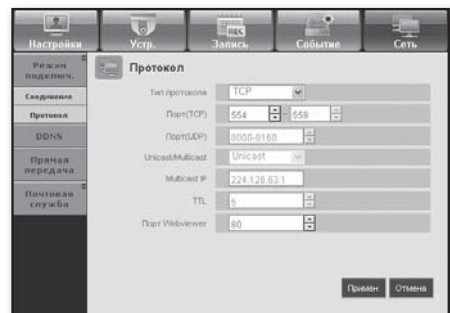 Настройки Устр. Запись Событие Сеть
REC
Режим
подключ.
Соединение
Протокол
DDNS
Прямая
передача
Почтовая
служба
Протокол
Тип протокола TCP
Порт(TCP) 554 - 558
Порт(UDP) 8000-8160
Unicast/Multicast Unicast
Multicast IP 224.126.63.1
TTL 5
Порт Webviewer 80
Примен Отмена